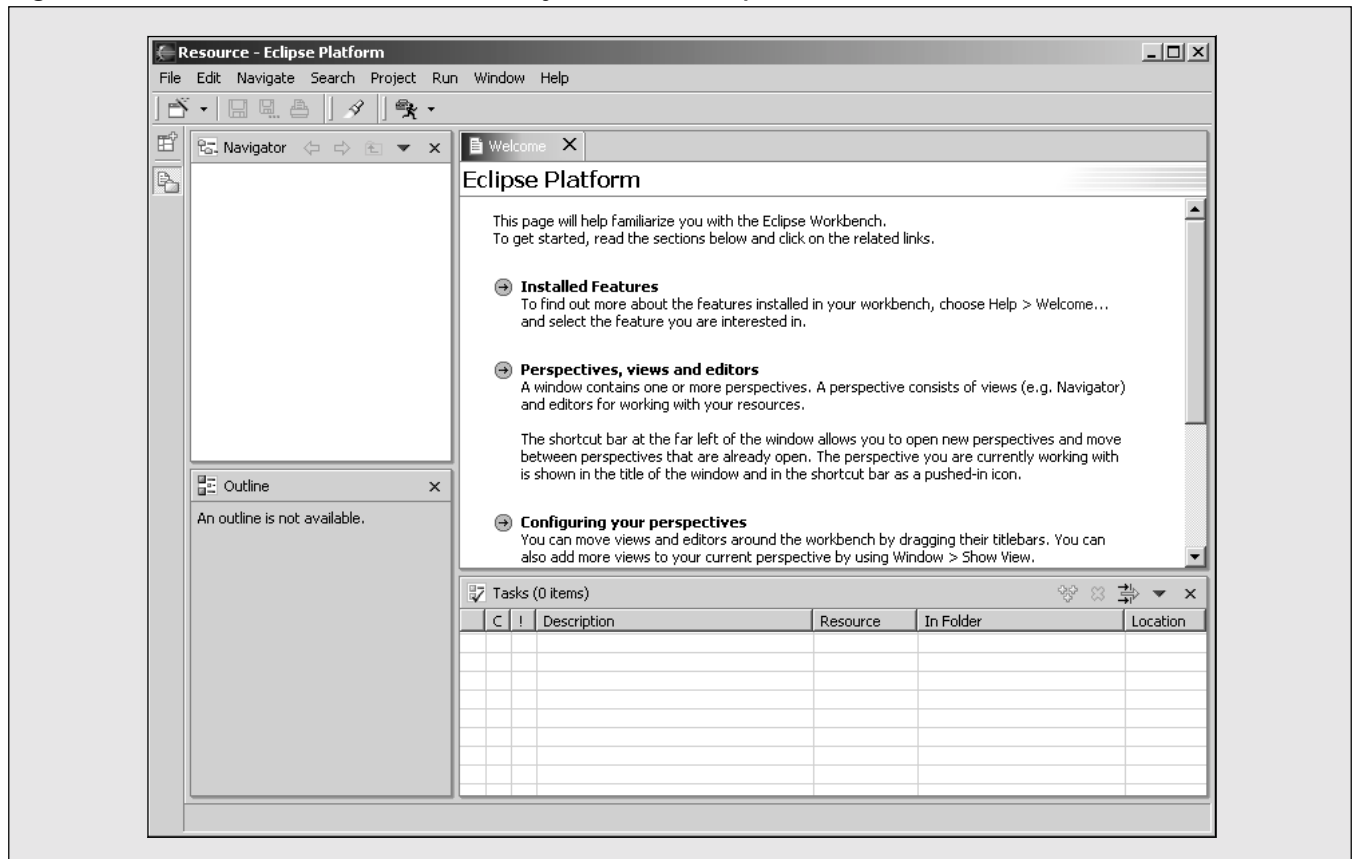 Resource - Eclipse Platform
File Edit Navigate Search Project Run Window Help
Navigator
Welcome
Eclipse Platform
This page will help familiarize you with the Eclipse Workbench.
To get started, read the sections below and click on the related links.
Installed Features
To find out more about the features installed in your workbench, choose Help > Welcome...
and select the feature you are interested in.
Perspectives, views and editors
A window contains one or more perspectives. A perspective consists of views (e.g. Navigator)
and editors for working with your resources.
The shortcut bar at the far left of the window allows you to open new perspectives and move
between perspectives that are already open. The perspective you are currently working with
is shown in the title of the window and in the shortcut bar as a pushed-in icon.
Configuring your perspectives
You can move views and editors around the workbench by dragging their titlebars. You can
also add more views to your current perspective by using Window > Show View.
Outline
An outline is not available.
Tasks (0 items)
C ! Description Resource In Folder Location